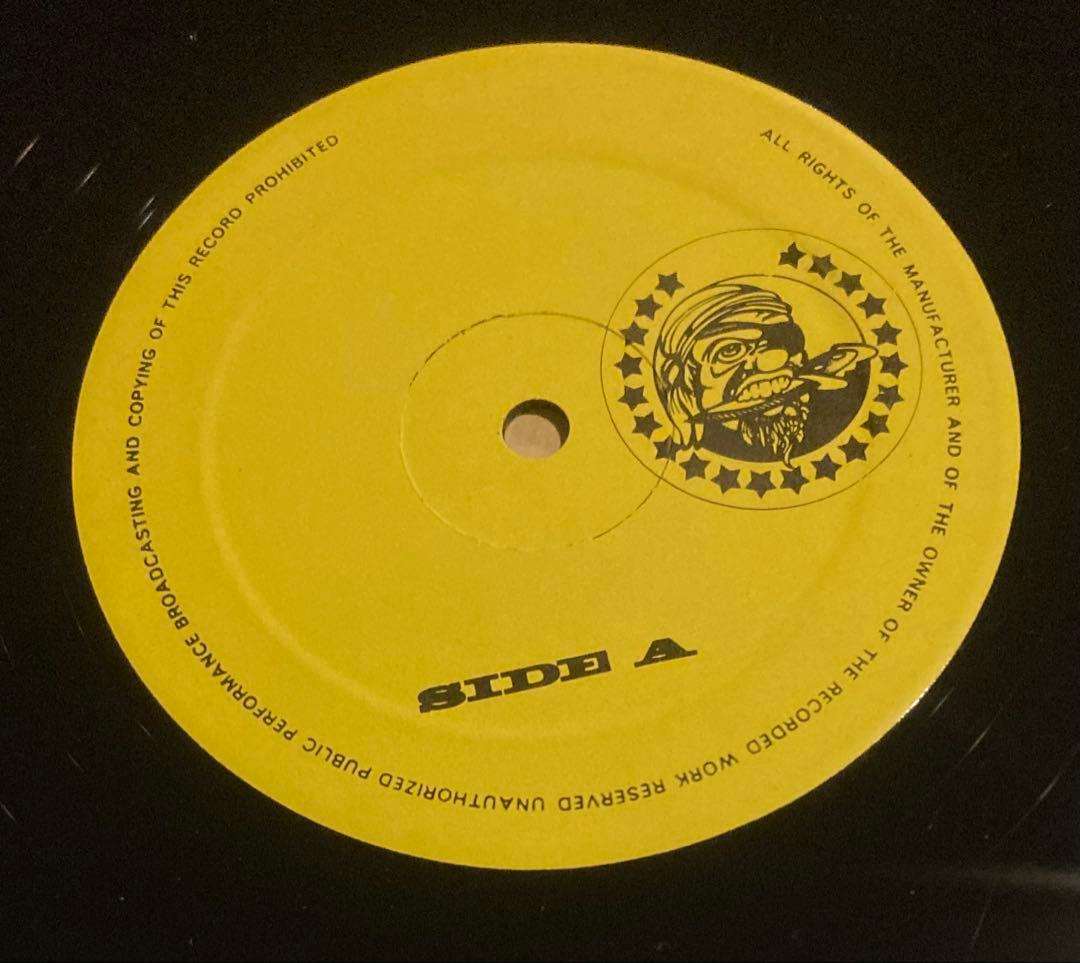 ALL RIGHTS OF THE MANUFACTURER AND OF THE OWNER OF THE RECORDED WORK RESERVED UNAUTHORIZED PUBLIC PERFORMANCE BROADCASTING AND COPYING OF THIS RECORD PROHIBITED
SIDE A